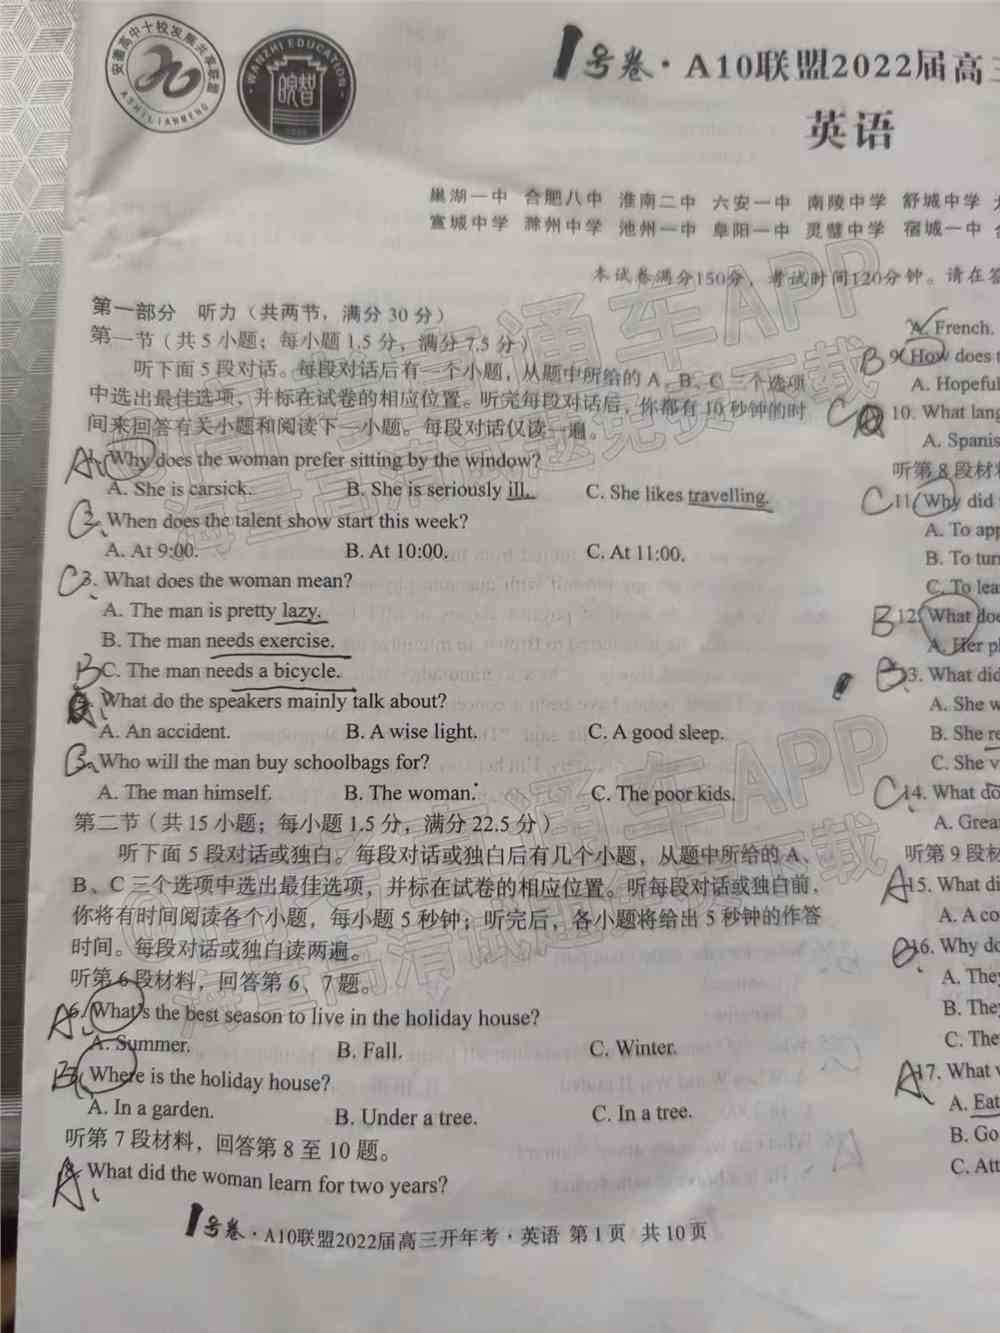 安徽高中十校发展共享联盟
ASHILIANMENG
WANZHI EDUCATION
皖智
1号卷·A10联盟2022届高三
英语
巢湖一中 合肥八中 淮南二中 六安一中 南陵中学 舒城中学
宣城中学 滁州中学 池州一中 阜阳一中 灵璧中学 宿城一中
本试卷满分150分，考试时间120分钟。请在答
第一部分 听力（共两节，满分 30 分）
第一节（共 5 小题；每小题 1.5 分，满分 7.5 分）
听下面 5 段对话。每段对话后有一个小题，从题中所给的 A、B、C 三个选项
中选出最佳选项，并标在试卷的相应位置。听完每段对话后，你都有 10 秒钟的时
间来回答有关小题和阅读下一小题。每段对话仅读一遍。
A Why does the woman prefer sitting by the window?
A. She is carsick. B. She is seriously ill. C. She likes travelling.
2. When does the talent show start this week?
A. At 9:00. B. At 10:00. C. At 11:00.
C 3. What does the woman mean?
A. The man is pretty lazy.
B. The man needs exercise.
C. The man needs a bicycle.
B What do the speakers mainly talk about?
A. An accident. B. A wise light. C. A good sleep.
Who will the man buy schoolbags for?
A. The man himself. B. The woman. C. The poor kids.
第二节（共 15 小题；每小题 1.5 分，满分 22.5 分）
听下面 5 段对话或独白。每段对话或独白后有几个小题，从题中所给的 A、
B、C 三个选项中选出最佳选项，并标在试卷的相应位置。听每段对话或独白前，
你将有时间阅读各个小题，每小题 5 秒钟；听完后，各小题将给出 5 秒钟的作答
时间。每段对话或独白读两遍。
听第 6 段材料，回答第 6、7 题。
A 6. What's the best season to live in the holiday house?
A. Summer. B. Fall. C. Winter.
B Where is the holiday house?
A. In a garden. B. Under a tree. C. In a tree.
听第 7 段材料，回答第 8 至 10 题。
A What did the woman learn for two years?
A. French.
B 9. How does t
A. Hopeful
C 10. What lang
A. Spanis
听第 8 段材料
C 11. Why did
A. To app
B. To turn
C. To lea
B 12. What doe
A. Her pl
B 3. What did
A. She w
B. She re
C. She v
C 14. What do
A. Grea
听第 9 段材
A 15. What di
A. A co
B 16. Why do
A. They
B. They
C. The
A 17. What v
A. Eat
B. Go
C. Att
1号卷·A10联盟2022届高三开年考·英语 第 1 页 共 10 页